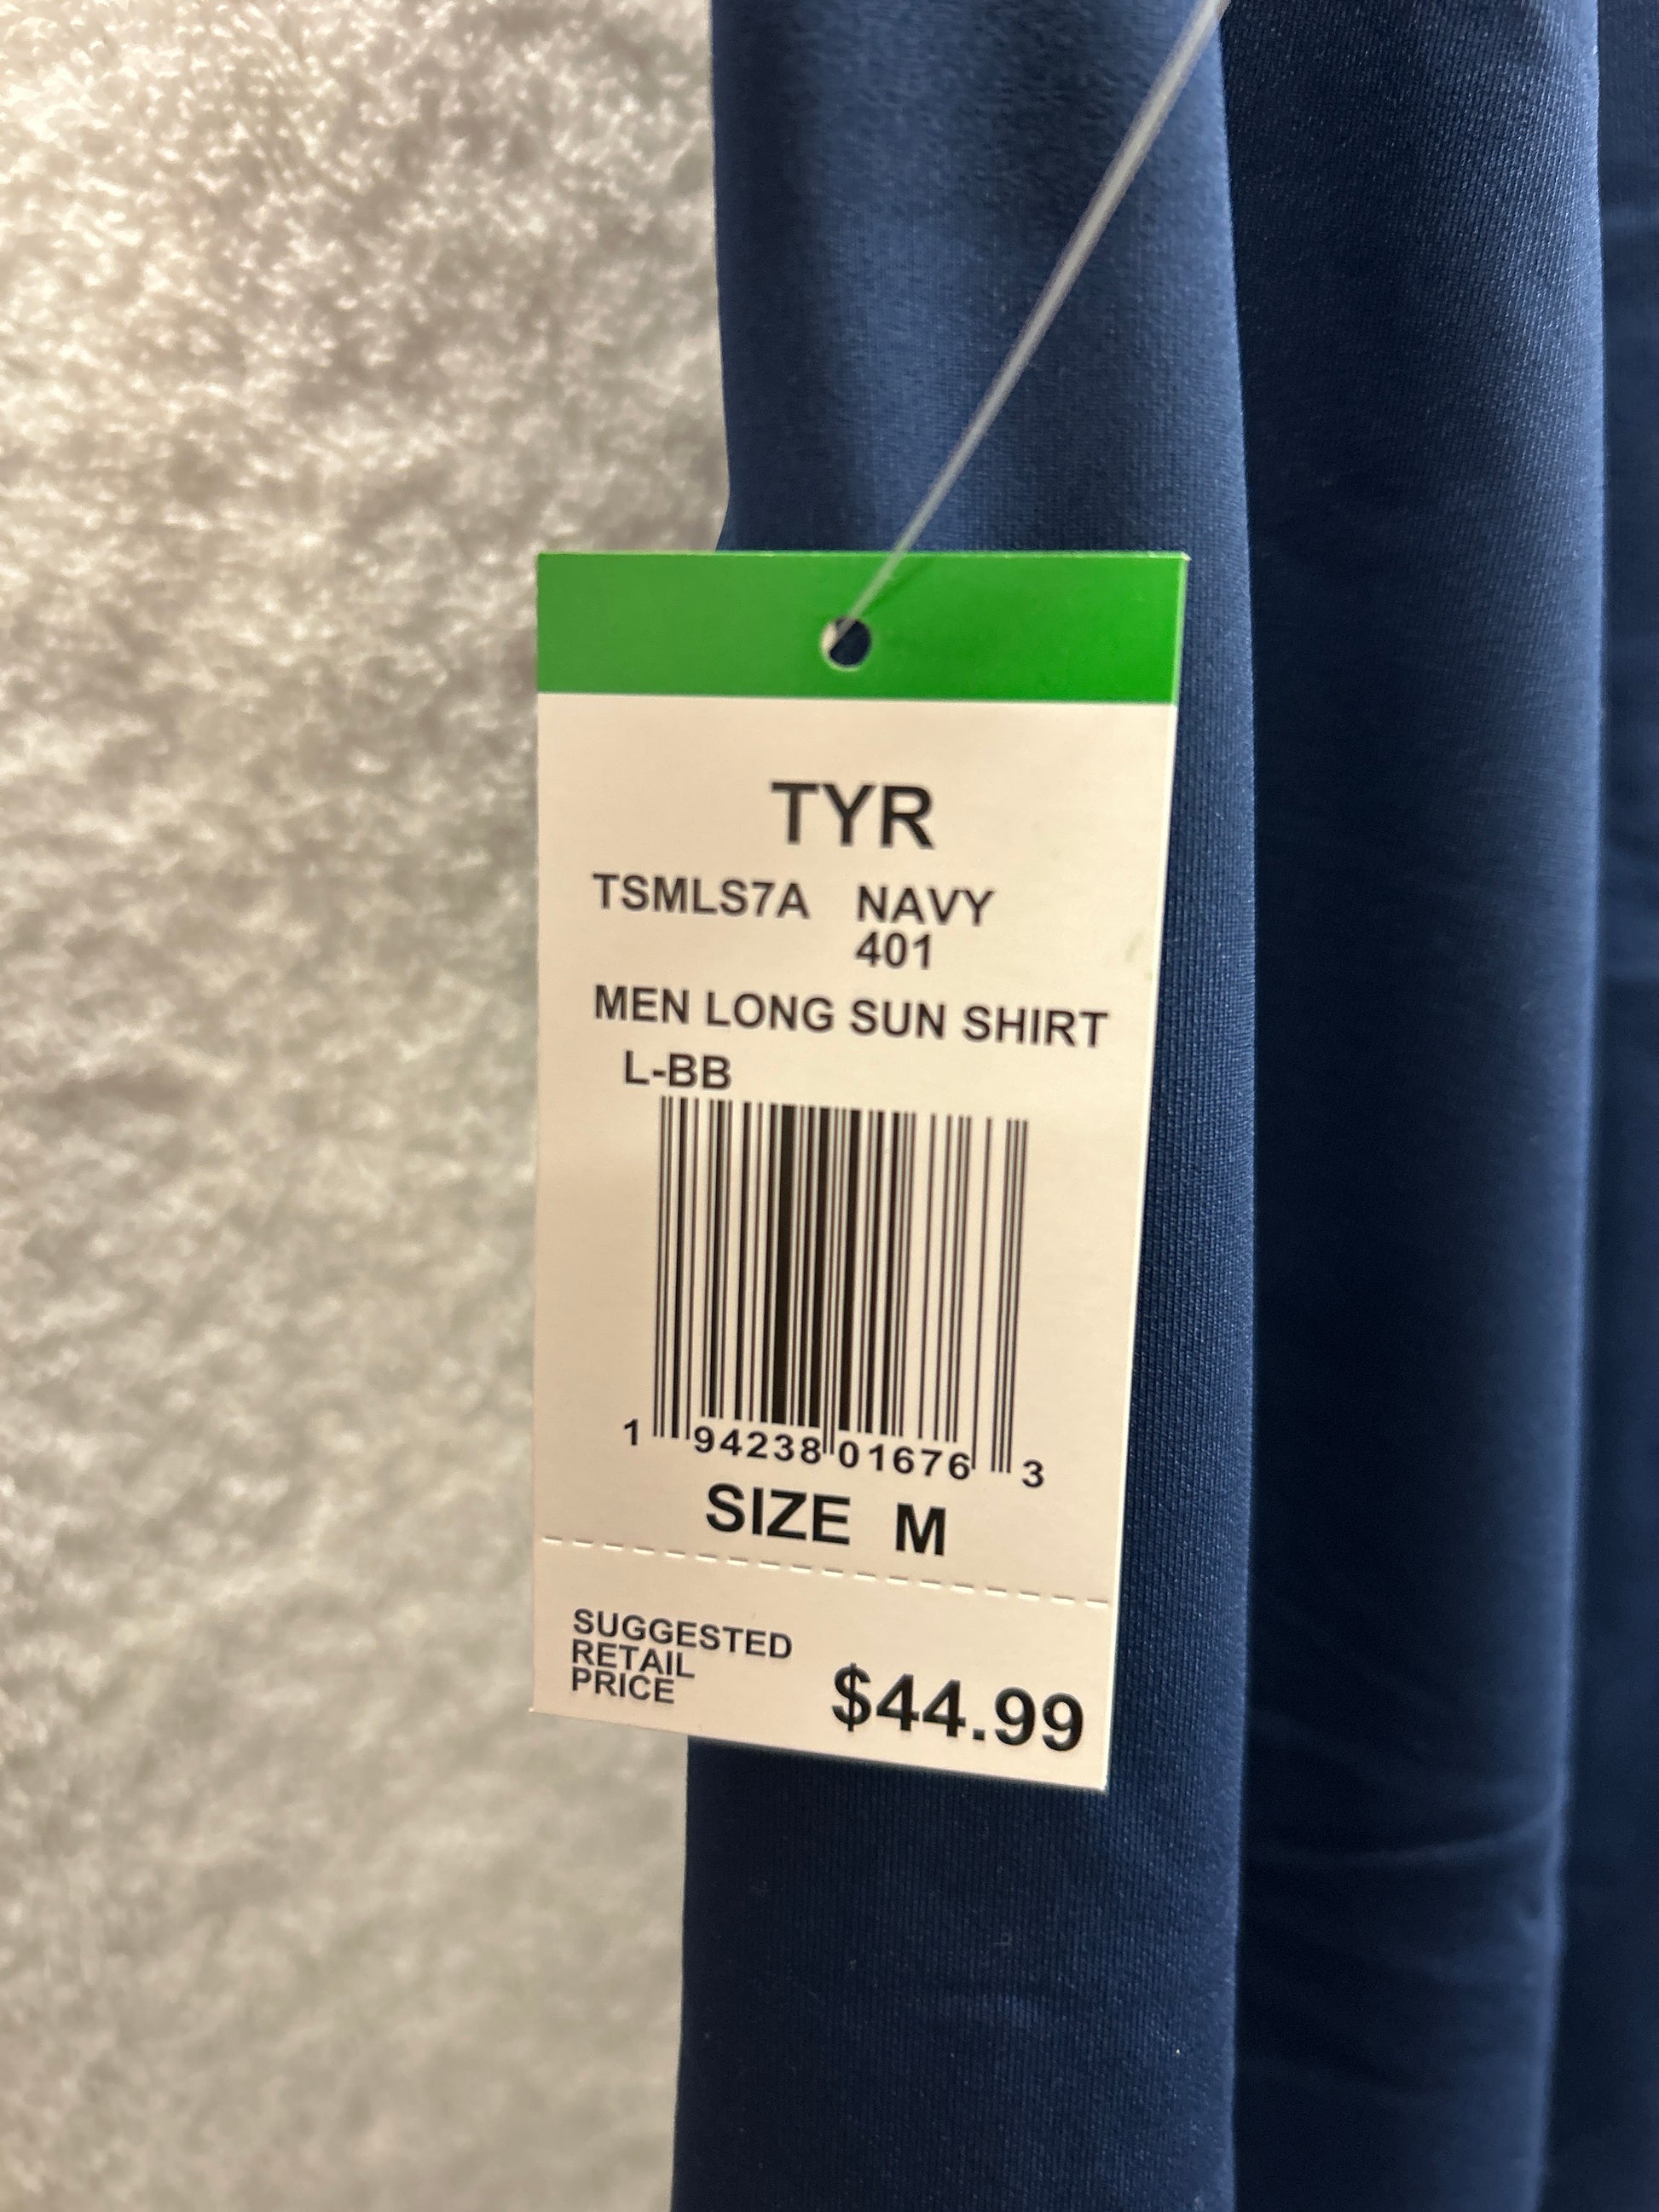 TYR
TSMLS7A NAVY
401
MEN LONG SUN SHIRT
L-BB
1 94238 01676 3
SIZE M
SUGGESTED
RETAIL
PRICE
$44.99